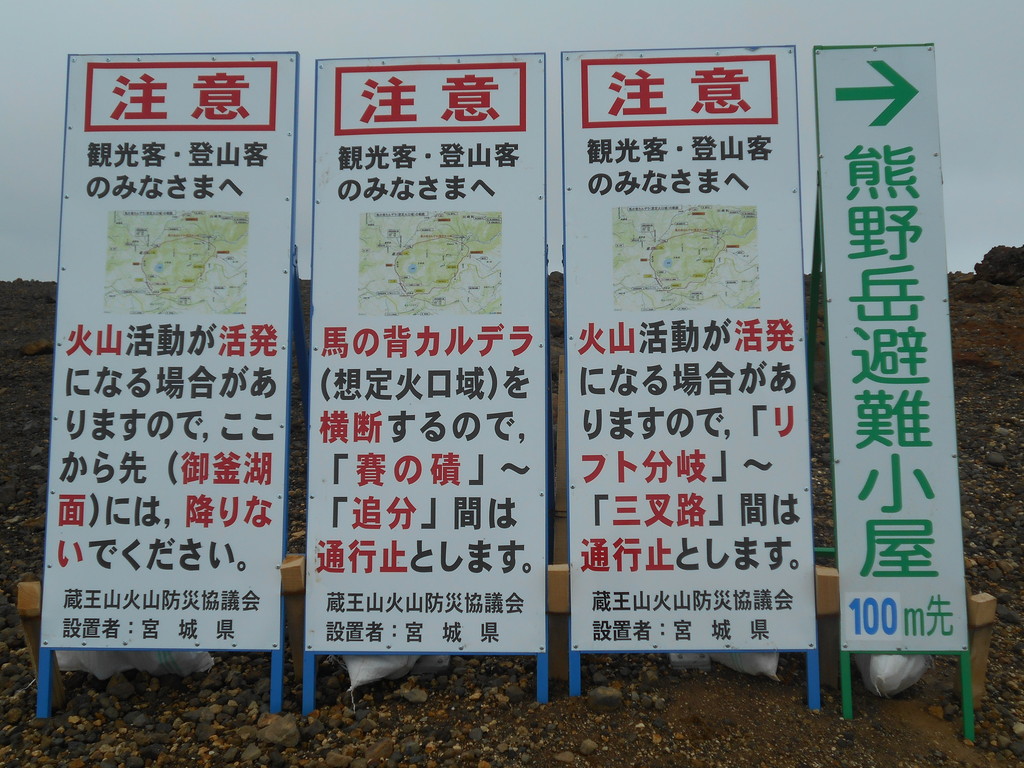 注意
観光客・登山客
のみなさまへ
火山活動が活発
になる場合があ
りますので,ここ
から先(御釜湖
面)には,降りな
いでください。
蔵王山火山防災協議会
設置者:宮城県
注意
観光客・登山客
のみなさまへ
馬の背カルデラ
(想定火口域)を
横断するので,
「賽の磧」～
「追分」間は
通行止とします。
蔵王山火山防災協議会
設置者:宮城県
注意
観光客・登山客
のみなさまへ
火山活動が活発
になる場合があ
りますので,「リ
フト分岐」～
「三叉路」間は
通行止とします。
蔵王山火山防災協議会
設置者:宮城県
→
熊野岳避難小屋
100m先